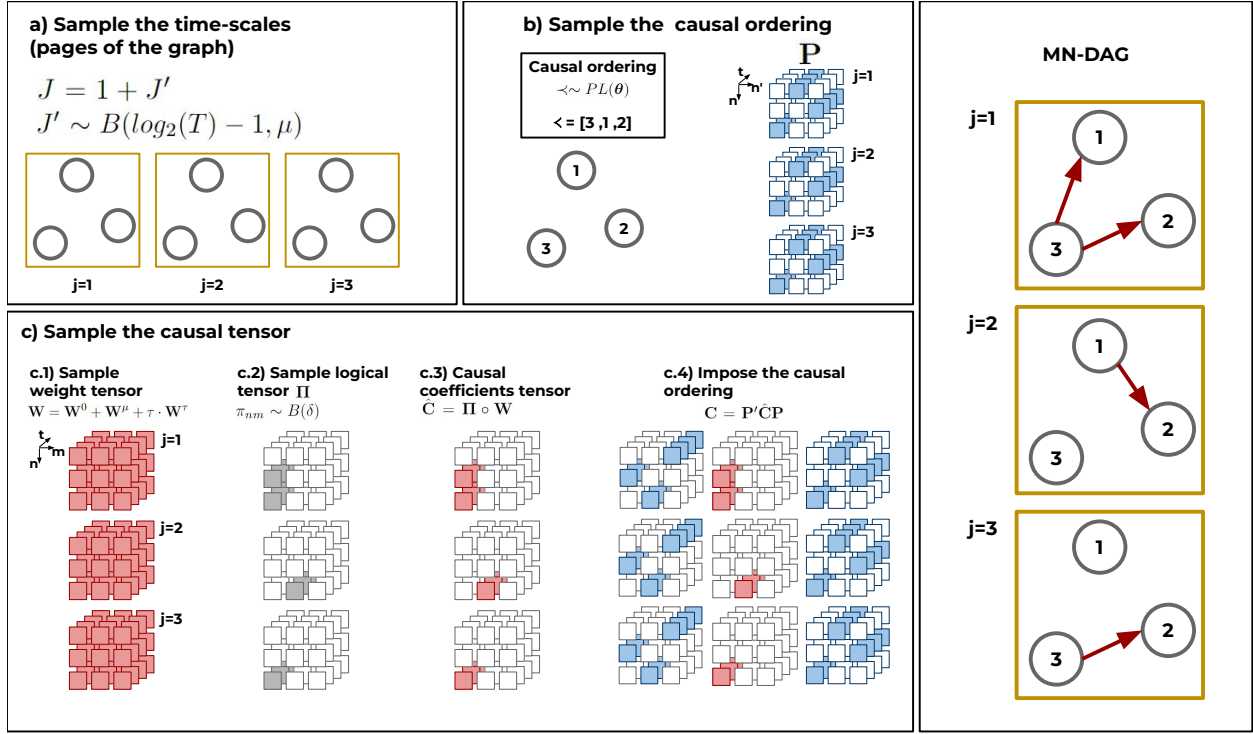 a) Sample the time-scales
(pages of the graph)
J = 1 + J′
J′ ∼ B(log₂(T) − 1, μ)
j=1
j=2
j=3
b) Sample the causal ordering
Causal ordering
≺∼ PL(θ)
≺ = [3 ,1 ,2]
1
2
3
P
t
n'
n
j=1
j=2
j=3
c) Sample the causal tensor
c.1) Sample
weight tensor
W = W⁰ + W^μ + τ · W^τ
t
m
n
j=1
j=2
j=3
c.2) Sample logical
tensor Π
π_{nm} ∼ B(δ)
c.3) Causal
coefficients tensor
Ĉ = Π ∘ W
c.4) Impose the causal
ordering
C = P′ĈP
MN-DAG
j=1
1
2
3
j=2
1
2
3
j=3
1
2
3